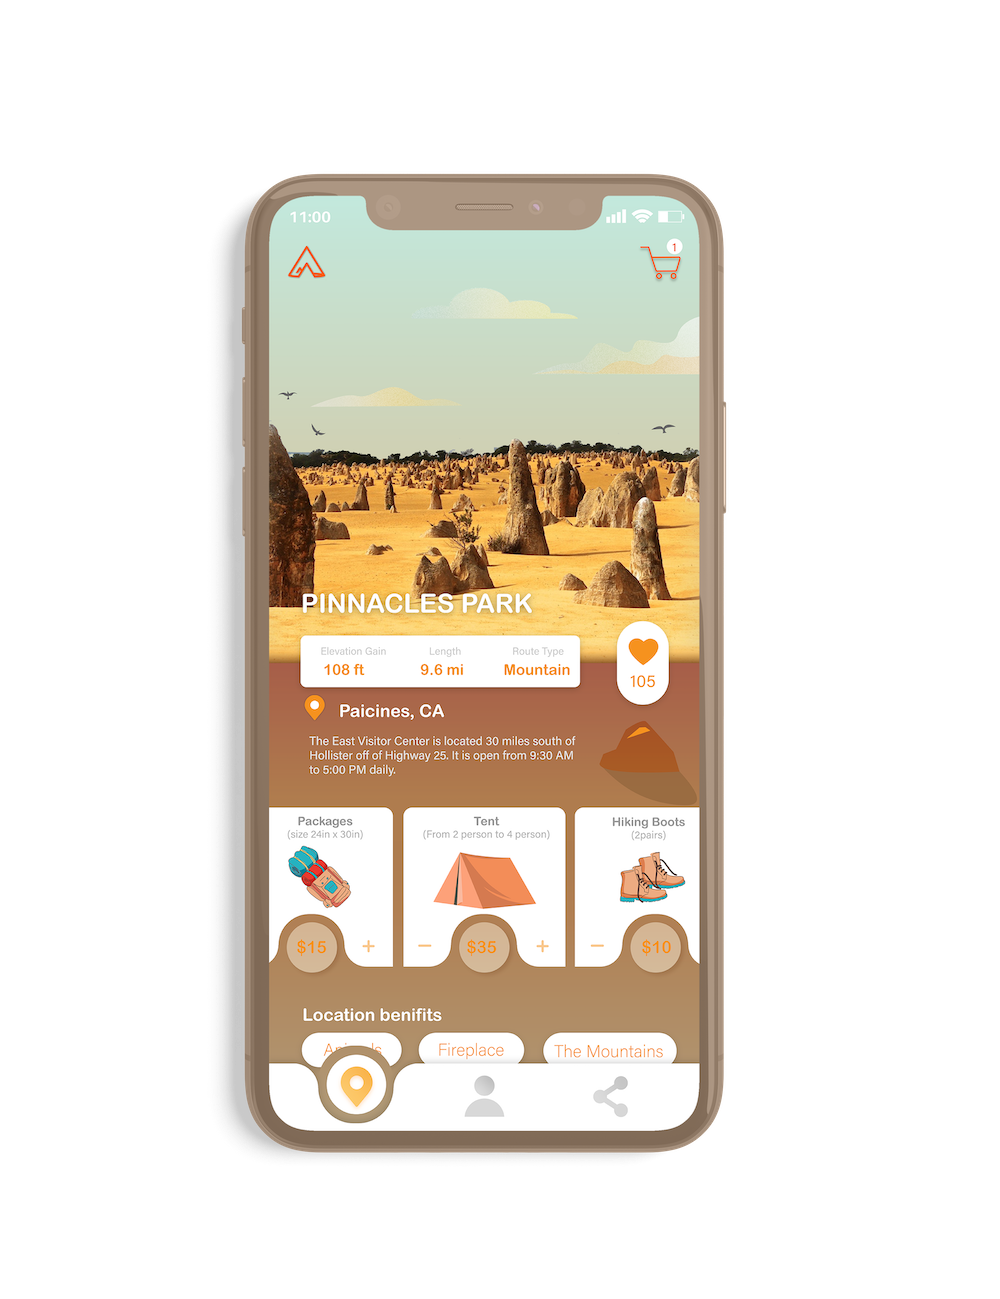 11:00
1
PINNACLES PARK
Elevation Gain Length Route Type
108 ft 9.6 mi Mountain
105
Paicines, CA
The East Visitor Center is located 30 miles south of
Hollister off of Highway 25. It is open from 9:30 AM
to 5:00 PM daily.
Packages
(size 24in x 30in)
$15 +
Tent
(From 2 person to 4 person)
− $35 +
Hiking Boots
(2pairs)
− $10
Location benifits
Fireplace The Mountains